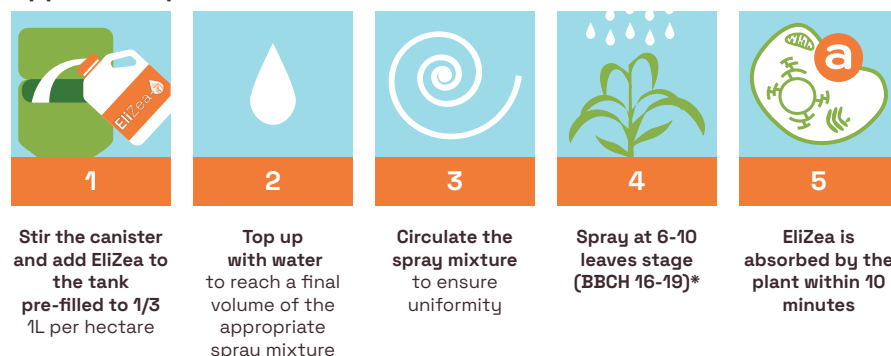 EliZea
a
1
2
3
4
5
Stir the canister
and add EliZea to
the tank
pre-filled to 1/3
1L per hectare
Top up
with water
to reach a final
volume of the
appropriate
spray mixture
Circulate the
spray mixture
to ensure
uniformity
Spray at 6-10
leaves stage
(BBCH 16-19)*
EliZea is
absorbed by the
plant within 10
minutes